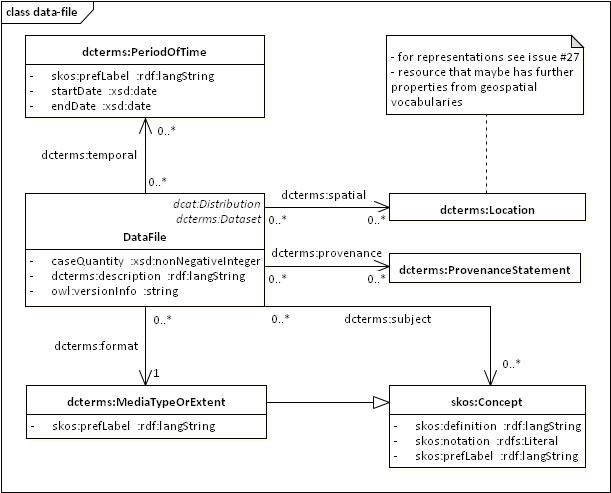 class data-file
dcterms:PeriodOfTime
- skos:prefLabel :rdf:langString
- startDate :xsd:date
- endDate :xsd:date
- for representations see issue #27
- resource that maybe has further
properties from geospatial
vocabularies
0..*
dcterms:temporal
0..*
dcat:Distribution
dcterms:Dataset
DataFile
- caseQuantity :xsd:nonNegativeInteger
- dcterms:description :rdf:langString
- owl:versionInfo :string
dcterms:spatial
0..*
0..*
dcterms:Location
dcterms:provenance
0..*
0..*
dcterms:ProvenanceStatement
0..*
dcterms:format
1
0..*
dcterms:subject
0..*
dcterms:MediaTypeOrExtent
- skos:prefLabel :rdf:langString
skos:Concept
- skos:definition :rdf:langString
- skos:notation :rdfs:Literal
- skos:prefLabel :rdf:langString